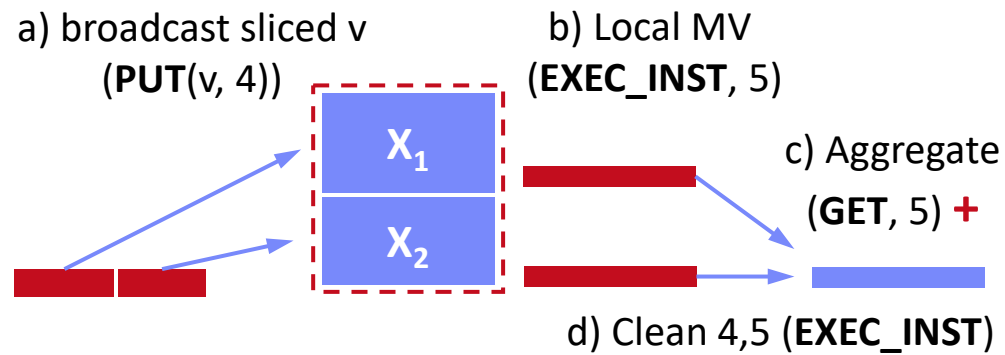 a) broadcast sliced v
(PUT(v, 4))
X₁
X₂
b) Local MV
(EXEC_INST, 5)
c) Aggregate
(GET, 5) +
d) Clean 4,5 (EXEC_INST)